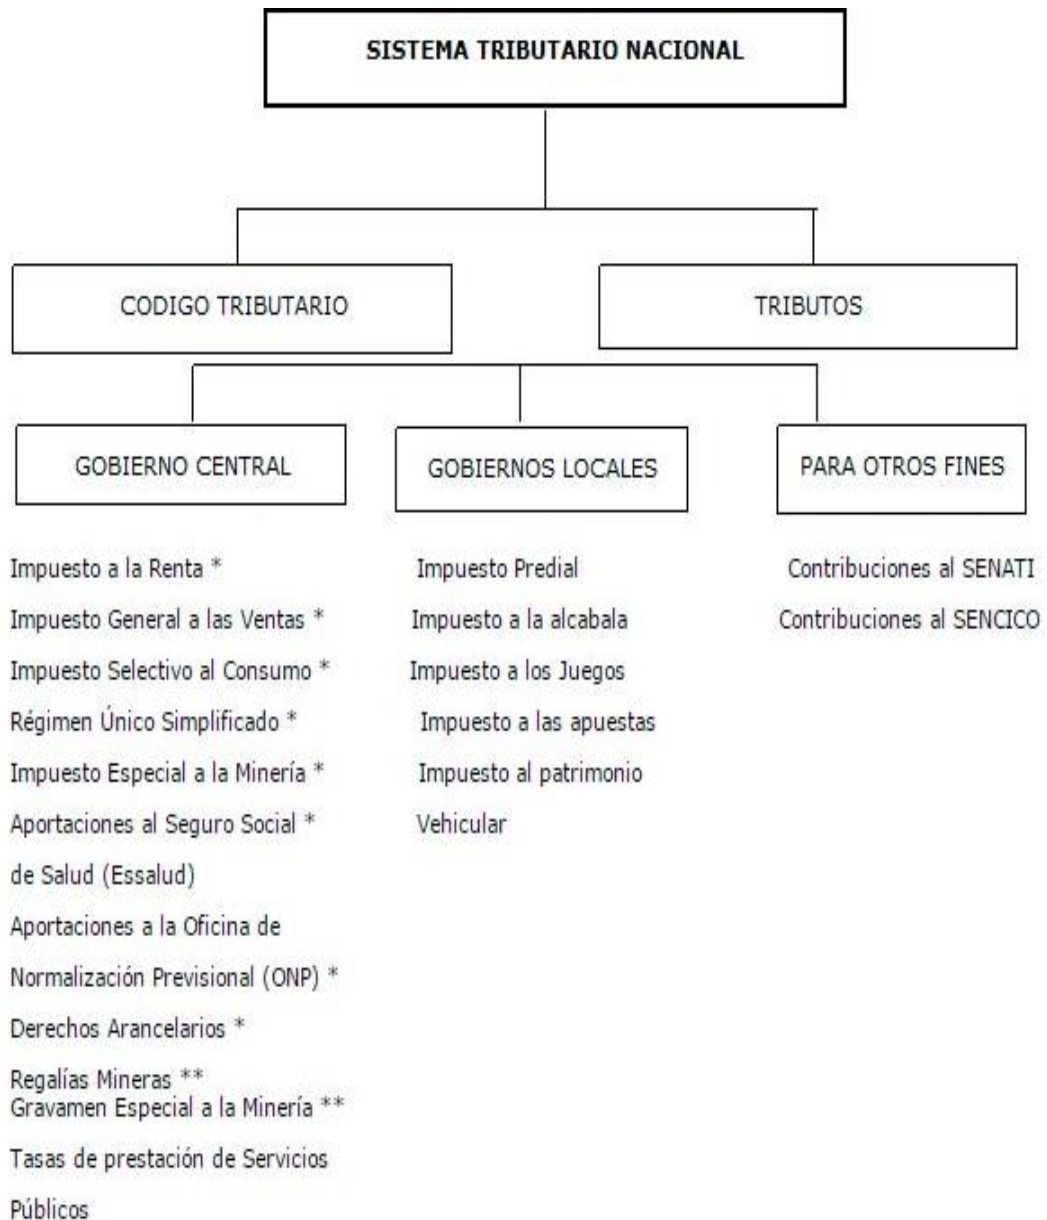 SISTEMA TRIBUTARIO NACIONAL
CODIGO TRIBUTARIO
TRIBUTOS
GOBIERNO CENTRAL
GOBIERNOS LOCALES
PARA OTROS FINES
Impuesto a la Renta *
Impuesto General a las Ventas *
Impuesto Selectivo al Consumo *
Régimen Único Simplificado *
Impuesto Especial a la Minería *
Aportaciones al Seguro Social *
de Salud (Essalud)
Aportaciones a la Oficina de
Normalización Previsional (ONP) *
Derechos Arancelarios *
Regalías Mineras **
Gravamen Especial a la Minería **
Tasas de prestación de Servicios
Públicos
Impuesto Predial
Impuesto a la alcabala
Impuesto a los Juegos
Impuesto a las apuestas
Impuesto al patrimonio
Vehicular
Contribuciones al SENATI
Contribuciones al SENCICO